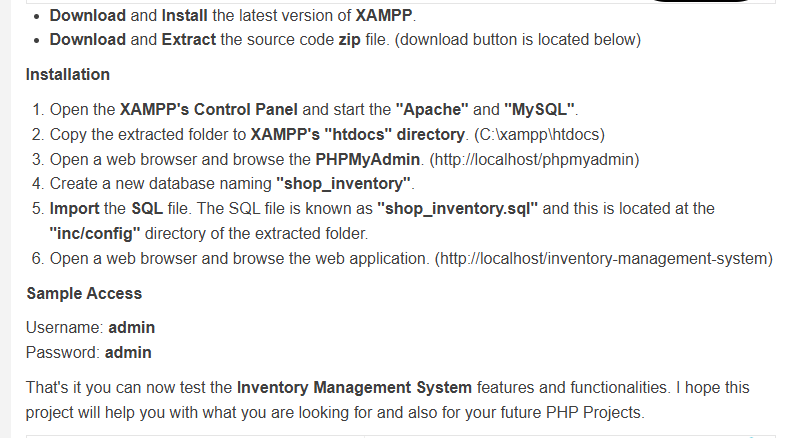 • Download and Install the latest version of XAMPP.
• Download and Extract the source code zip file. (download button is located below)
Installation
1. Open the XAMPP's Control Panel and start the "Apache" and "MySQL".
2. Copy the extracted folder to XAMPP's "htdocs" directory. (C:\xampp\htdocs)
3. Open a web browser and browse the PHPMyAdmin. (http://localhost/phpmyadmin)
4. Create a new database naming "shop_inventory".
5. Import the SQL file. The SQL file is known as "shop_inventory.sql" and this is located at the
"inc/config" directory of the extracted folder.
6. Open a web browser and browse the web application. (http://localhost/inventory-management-system)
Sample Access
Username: admin
Password: admin
That's it you can now test the Inventory Management System features and functionalities. I hope this
project will help you with what you are looking for and also for your future PHP Projects.